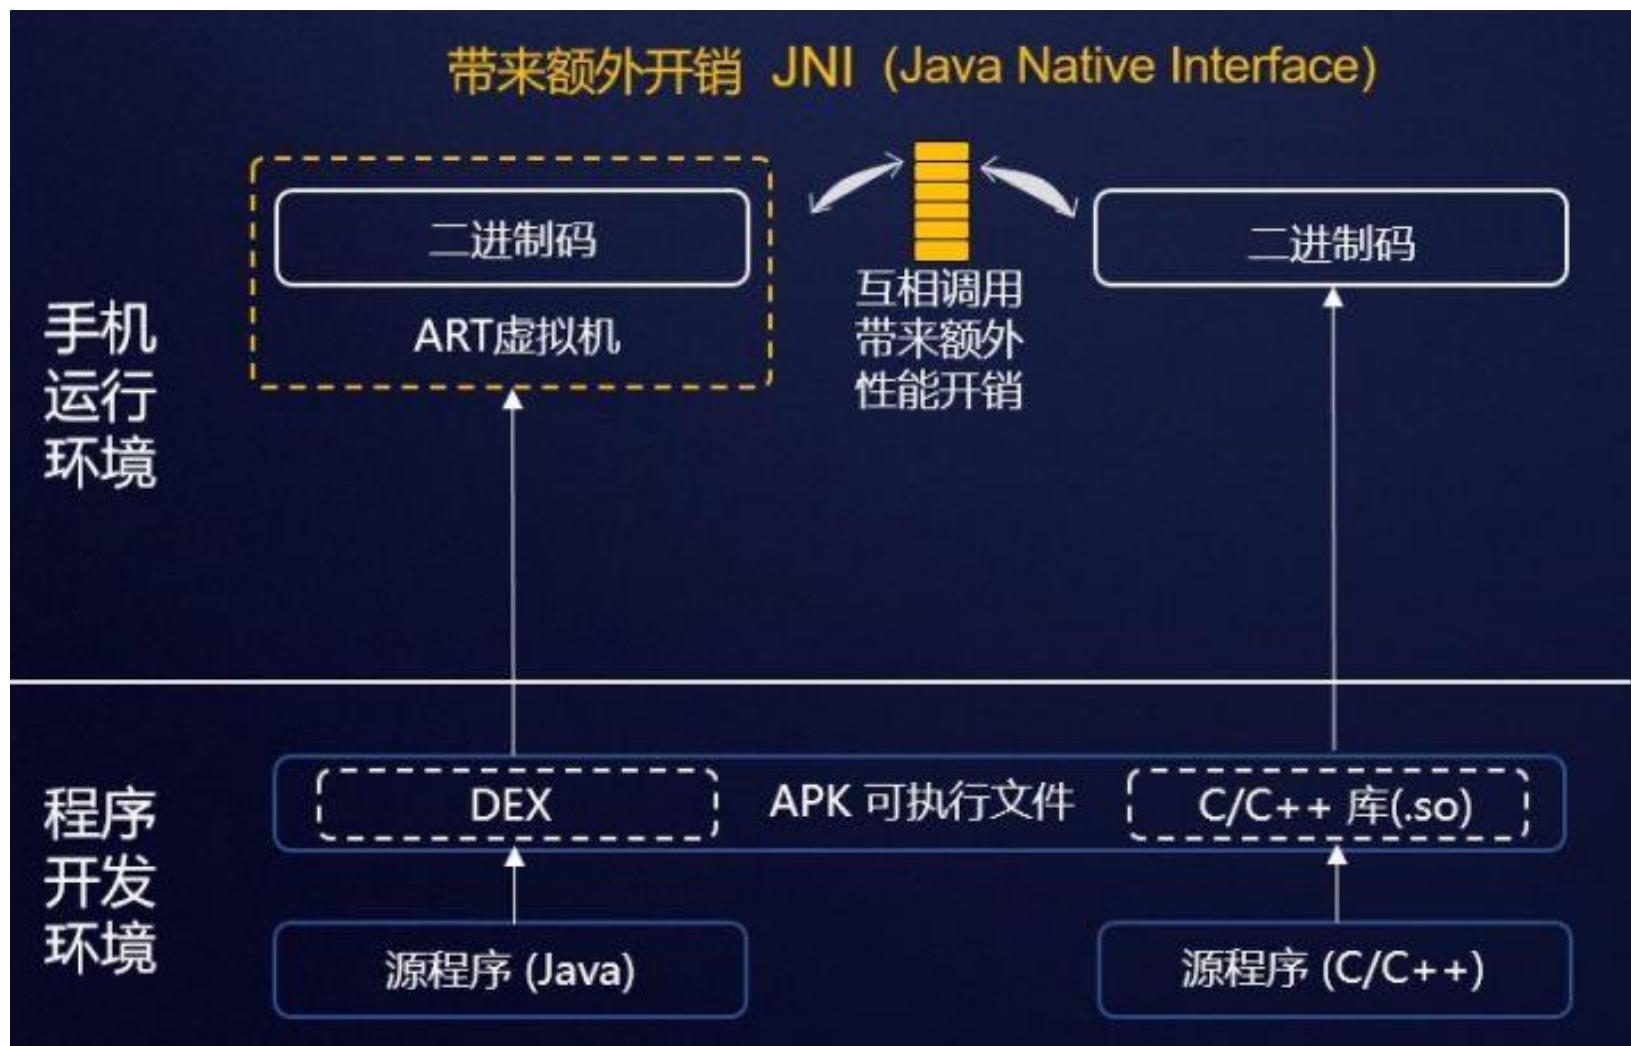 带来额外开销 JNI (Java Native Interface)
二进制码
ART虚拟机
互相调用
带来额外
性能开销
二进制码
手机
运行
环境
DEX
APK 可执行文件
C/C++ 库(.so)
程序
开发
环境
源程序 (Java)
源程序 (C/C++)